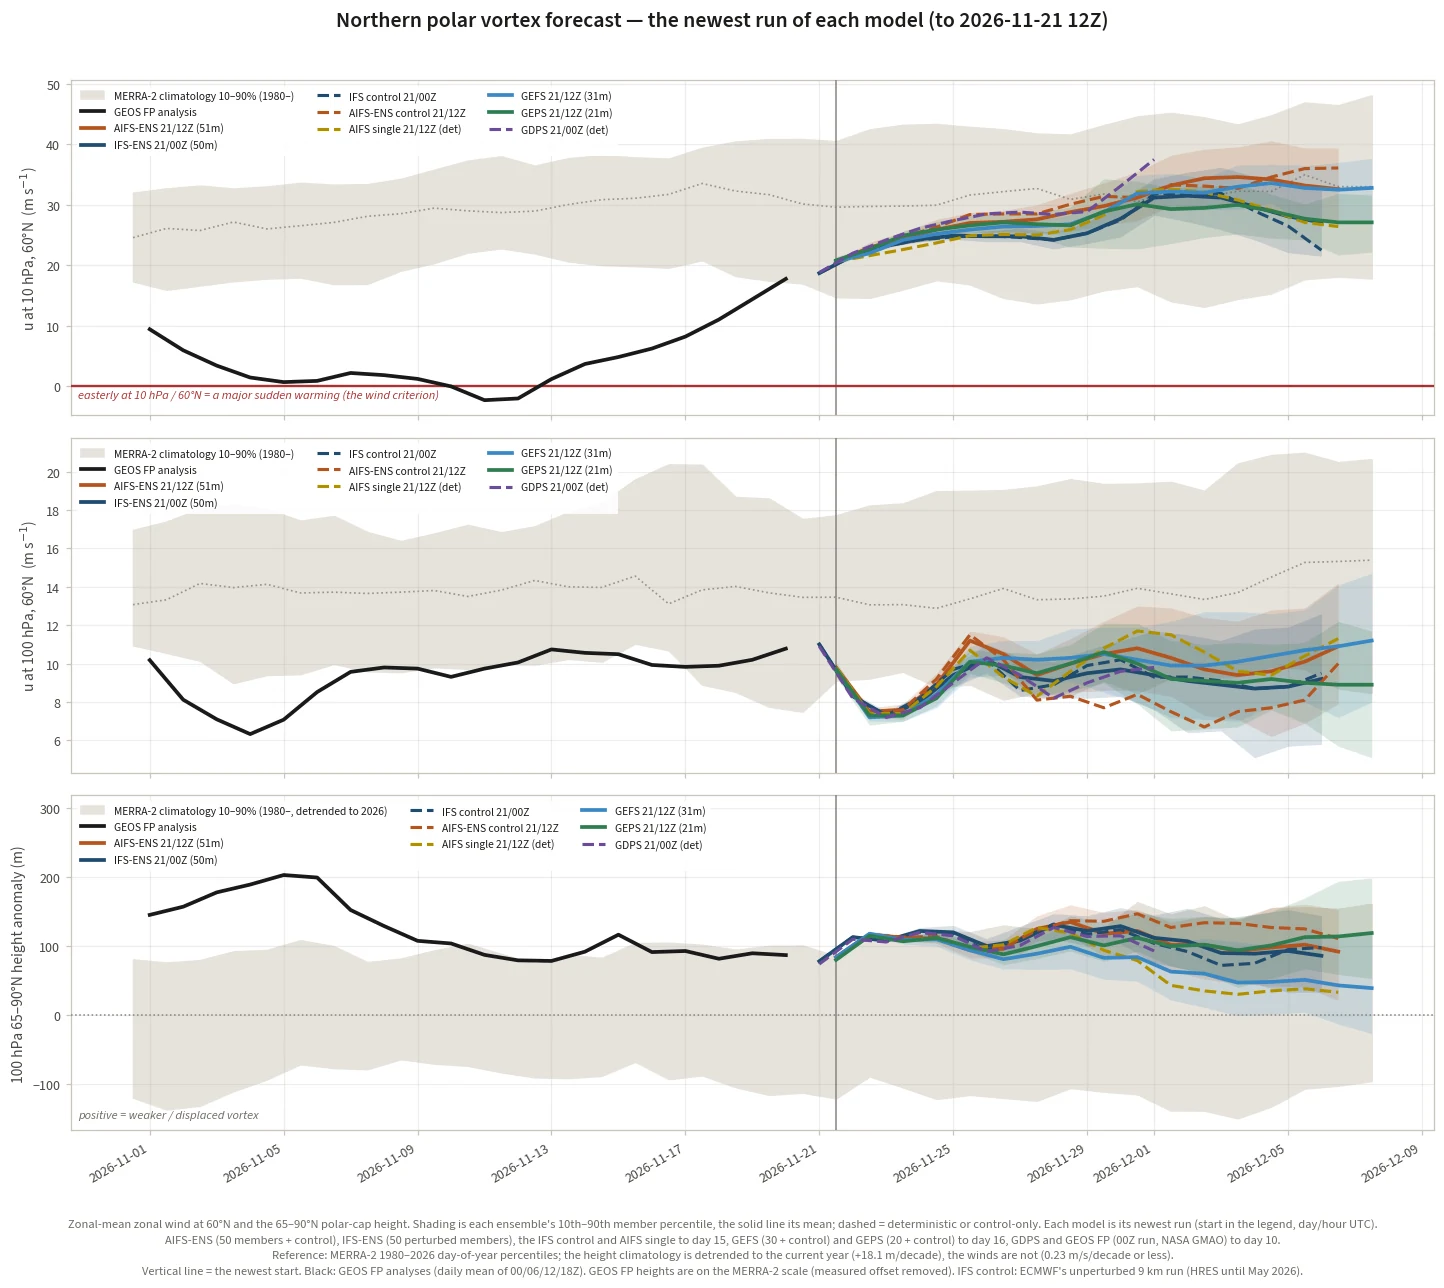 Northern polar vortex forecast — the newest run of each model (to 2026-11-21 12Z)
MERRA-2 climatology 10–90% (1980–)
GEOS FP analysis
AIFS-ENS 21/12Z (51m)
IFS-ENS 21/00Z (50m)
IFS control 21/00Z
AIFS-ENS control 21/12Z
AIFS single 21/12Z (det)
GEFS 21/12Z (31m)
GEPS 21/12Z (21m)
GDPS 21/00Z (det)
u at 10 hPa, 60°N (m s⁻¹)
50
40
30
20
10
0
easterly at 10 hPa / 60°N = a major sudden warming (the wind criterion)
MERRA-2 climatology 10–90% (1980–)
GEOS FP analysis
AIFS-ENS 21/12Z (51m)
IFS-ENS 21/00Z (50m)
IFS control 21/00Z
AIFS-ENS control 21/12Z
AIFS single 21/12Z (det)
GEFS 21/12Z (31m)
GEPS 21/12Z (21m)
GDPS 21/00Z (det)
u at 100 hPa, 60°N (m s⁻¹)
20
18
16
14
12
10
8
6
MERRA-2 climatology 10–90% (1980–, detrended to 2026)
GEOS FP analysis
AIFS-ENS 21/12Z (51m)
IFS-ENS 21/00Z (50m)
IFS control 21/00Z
AIFS-ENS control 21/12Z
AIFS single 21/12Z (det)
GEFS 21/12Z (31m)
GEPS 21/12Z (21m)
GDPS 21/00Z (det)
100 hPa 65–90°N height anomaly (m)
300
200
100
0
−100
positive = weaker / displaced vortex
2026-11-01
2026-11-05
2026-11-09
2026-11-13
2026-11-17
2026-11-21
2026-11-25
2026-11-29
2026-12-01
2026-12-05
2026-12-09
Zonal-mean zonal wind at 60°N and the 65–90°N polar-cap height. Shading is each ensemble's 10th–90th member percentile, the solid line its mean; dashed = deterministic or control-only. Each model is its newest run (start in the legend, day/hour UTC).
AIFS-ENS (50 members + control), IFS-ENS (50 perturbed members), the IFS control and AIFS single to day 15, GEFS (30 + control) and GEPS (20 + control) to day 16, GDPS and GEOS FP (00Z run, NASA GMAO) to day 10.
Reference: MERRA-2 1980–2026 day-of-year percentiles; the height climatology is detrended to the current year (+18.1 m/decade), the winds are not (0.23 m/s/decade or less).
Vertical line = the newest start. Black: GEOS FP analyses (daily mean of 00/06/12/18Z). GEOS FP heights are on the MERRA-2 scale (measured offset removed). IFS control: ECMWF's unperturbed 9 km run (HRES until May 2026).